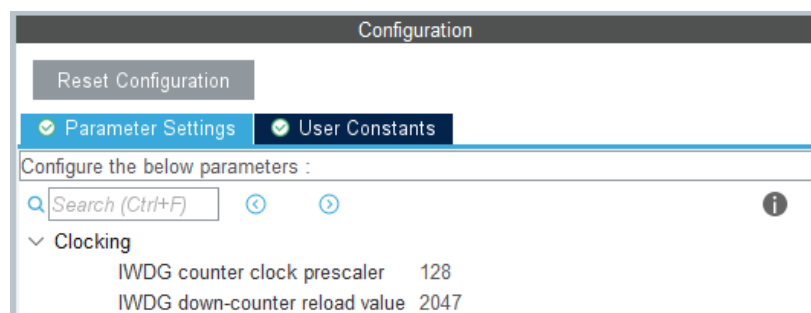 Configuration
Reset Configuration
Parameter Settings User Constants
Configure the below parameters :
Search (Ctrl+F)
Clocking
IWDG counter clock prescaler 128
IWDG down-counter reload value 2047